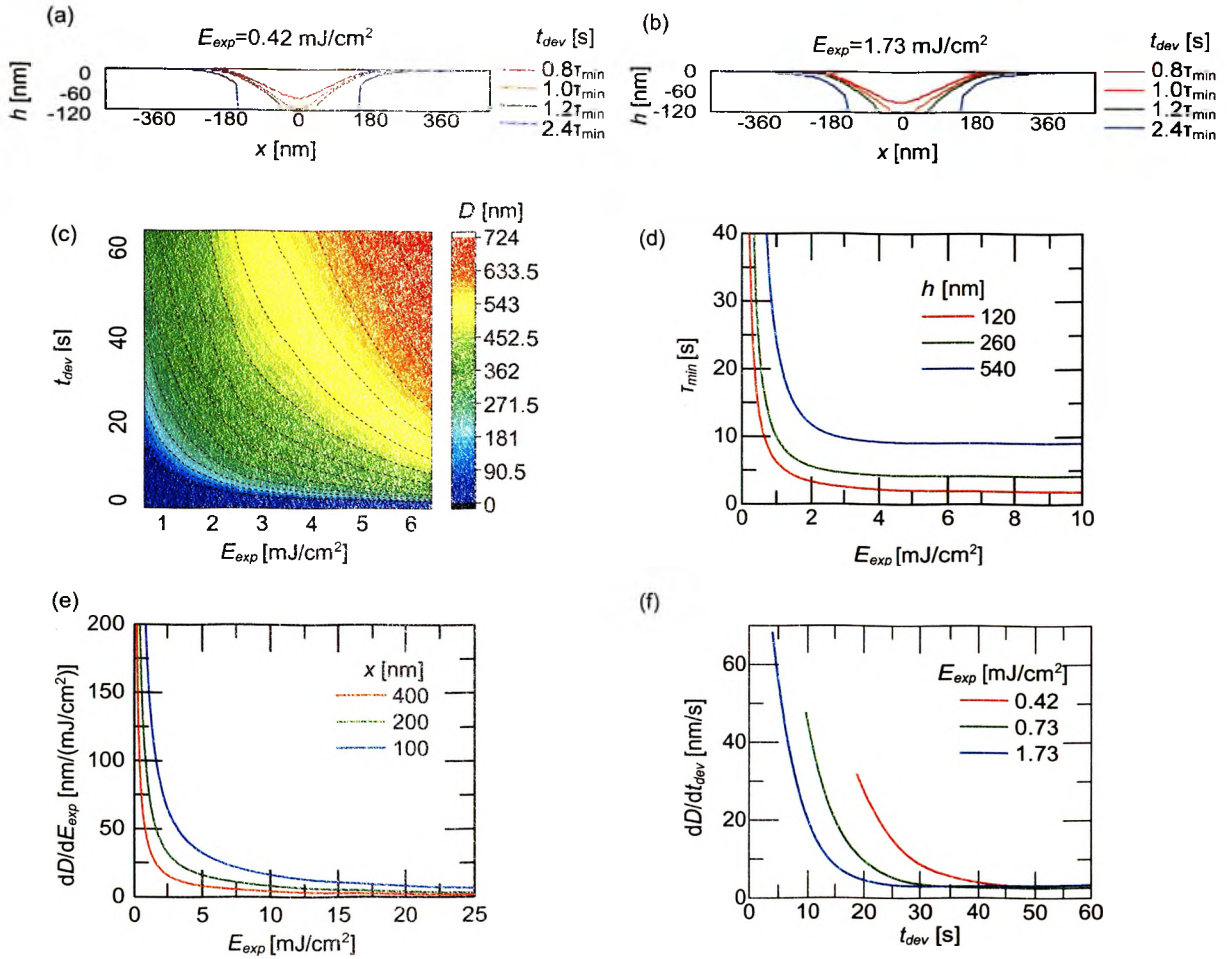 (a)
E_exp=0.42 mJ/cm²
t_dev [s]
h [nm]
0
-60
-120
-360 -180 0 180 360
x [nm]
0.8τ_min
1.0τ_min
1.2τ_min
2.4τ_min
(b)
E_exp=1.73 mJ/cm²
t_dev [s]
h [nm]
0
-60
-120
-360 -180 0 180 360
x [nm]
0.8τ_min
1.0τ_min
1.2τ_min
2.4τ_min
(c)
D [nm]
724
633.5
543
452.5
362
271.5
181
90.5
0
t_dev [s]
60
40
20
0
1 2 3 4 5 6
E_exp [mJ/cm²]
(d)
τ_min [s]
40
30
20
10
0
h [nm]
120
260
540
0 2 4 6 8 10
E_exp [mJ/cm²]
(e)
dD/dE_exp [nm/(mJ/cm²)]
200
150
100
50
0
x [nm]
400
200
100
0 5 10 15 20 25
E_exp [mJ/cm²]
(f)
dD/dt_dev [nm/s]
60
40
20
0
E_exp [mJ/cm²]
0.42
0.73
1.73
0 10 20 30 40 50 60
t_dev [s]